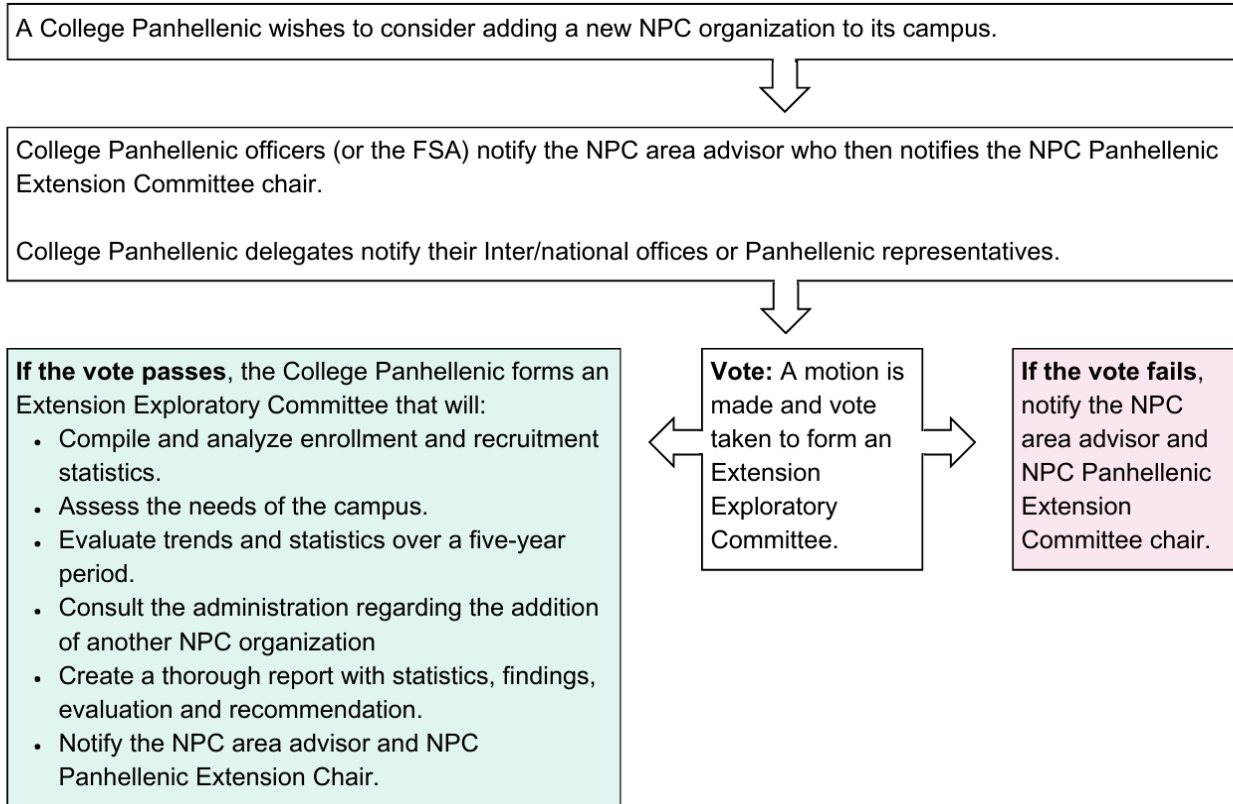 A College Panhellenic wishes to consider adding a new NPC organization to its campus.
College Panhellenic officers (or the FSA) notify the NPC area advisor who then notifies the NPC Panhellenic
Extension Committee chair.
College Panhellenic delegates notify their Inter/national offices or Panhellenic representatives.
If the vote passes, the College Panhellenic forms an
Extension Exploratory Committee that will:
• Compile and analyze enrollment and recruitment
statistics.
• Assess the needs of the campus.
• Evaluate trends and statistics over a five-year
period.
• Consult the administration regarding the addition
of another NPC organization
• Create a thorough report with statistics, findings,
evaluation and recommendation.
• Notify the NPC area advisor and NPC
Panhellenic Extension Chair.
Vote: A motion is
made and vote
taken to form an
Extension
Exploratory
Committee.
If the vote fails,
notify the NPC
area advisor and
NPC Panhellenic
Extension
Committee chair.